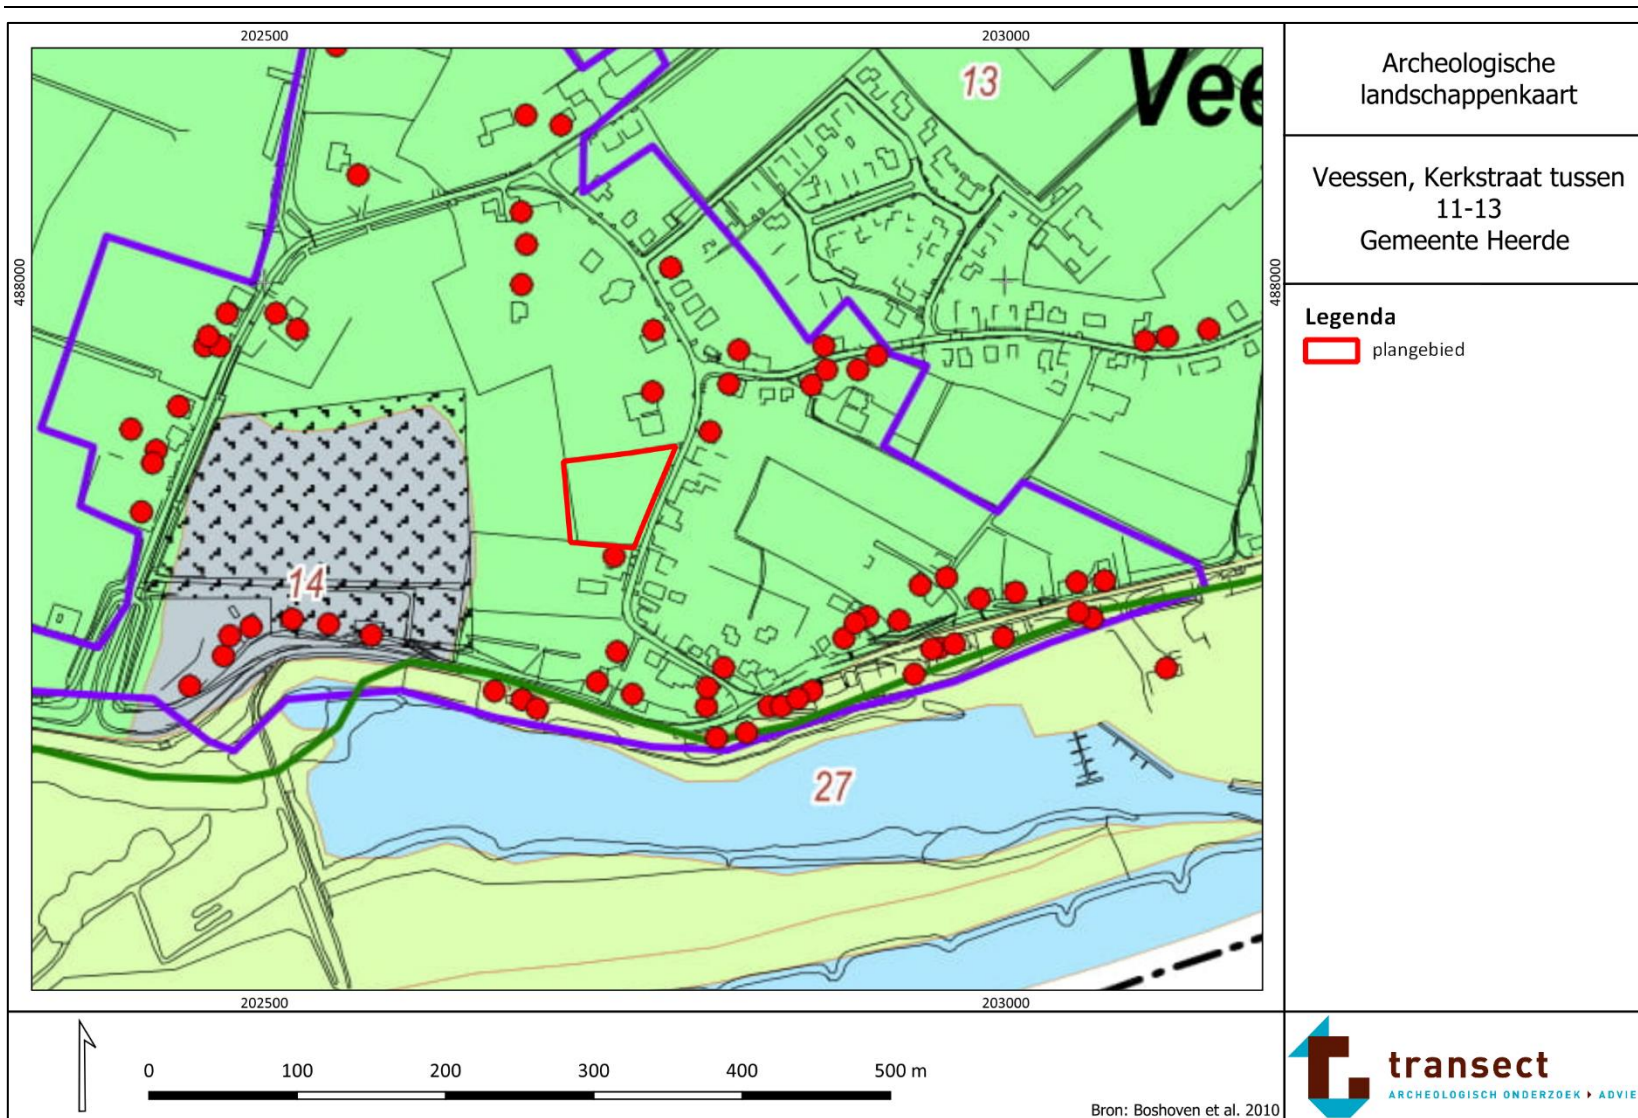 202500
203000
488000
488000
13
Vee
14
27
202500
203000
Archeologische
landschappenkaart
Veessen, Kerkstraat tussen
11-13
Gemeente Heerde
Legenda
plangebied
0 100 200 300 400 500 m
Bron: Boshoven et al. 2010
transect
ARCHEOLOGISCH ONDERZOEK ADVIE